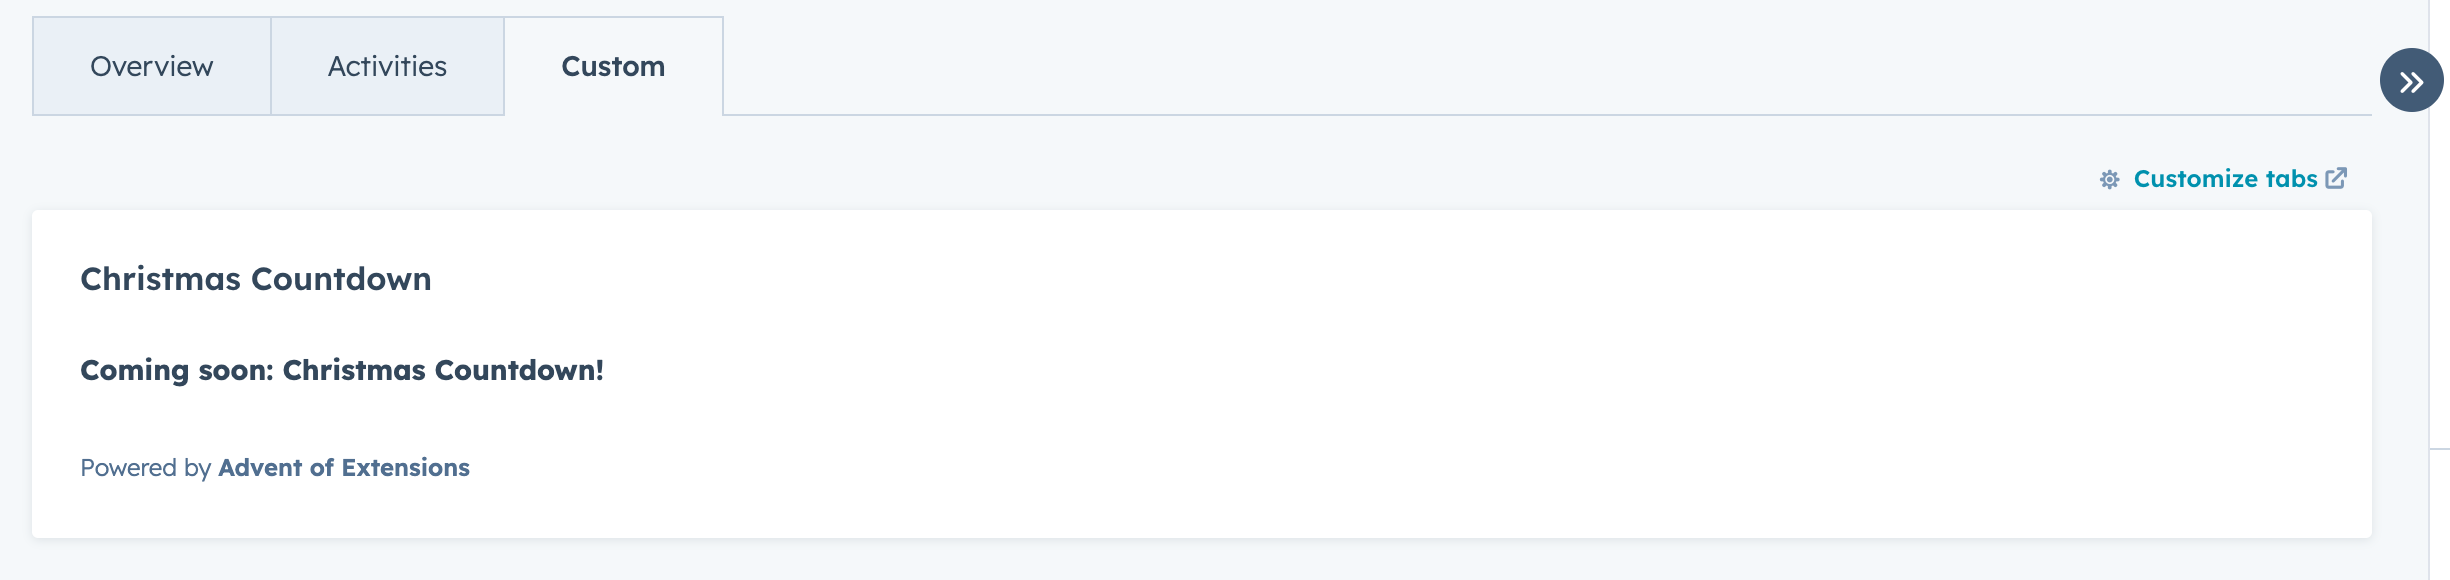 Overview Activities Custom
Customize tabs
Christmas Countdown
Coming soon: Christmas Countdown!
Powered by Advent of Extensions